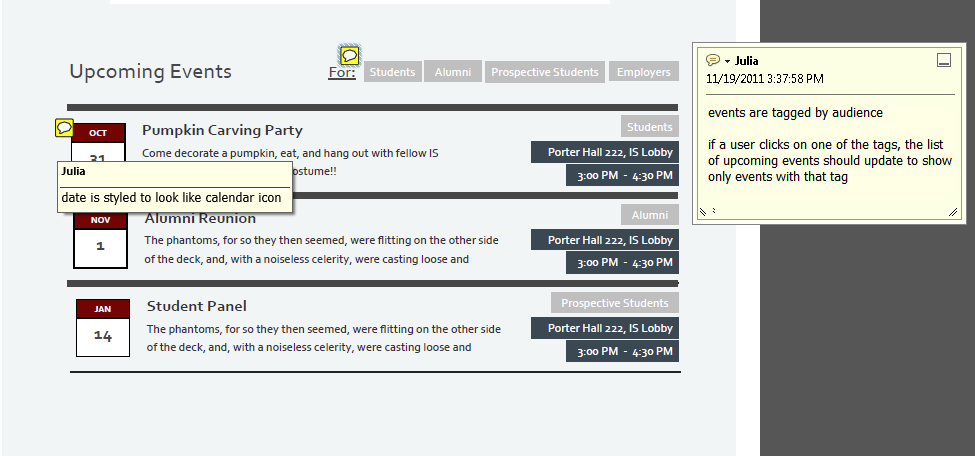 Upcoming Events
For: Students Alumni Prospective Students Employers
OCT
31
Pumpkin Carving Party
Students
Come decorate a pumpkin, eat, and hang out with fellow IS
ostume!!
Porter Hall 222, IS Lobby
3:00 PM - 4:30 PM
Julia
date is styled to look like calendar icon
NOV
1
Alumni Reunion
Alumni
The phantoms, for so they then seemed, were flitting on the other side
of the deck, and, with a noiseless celerity, were casting loose and
Porter Hall 222, IS Lobby
3:00 PM - 4:30 PM
JAN
14
Student Panel
Prospective Students
The phantoms, for so they then seemed, were flitting on the other side
of the deck, and, with a noiseless celerity, were casting loose and
Porter Hall 222, IS Lobby
3:00 PM - 4:30 PM
Julia
11/19/2011 3:37:58 PM
events are tagged by audience
if a user clicks on one of the tags, the list
of upcoming events should update to show
only events with that tag